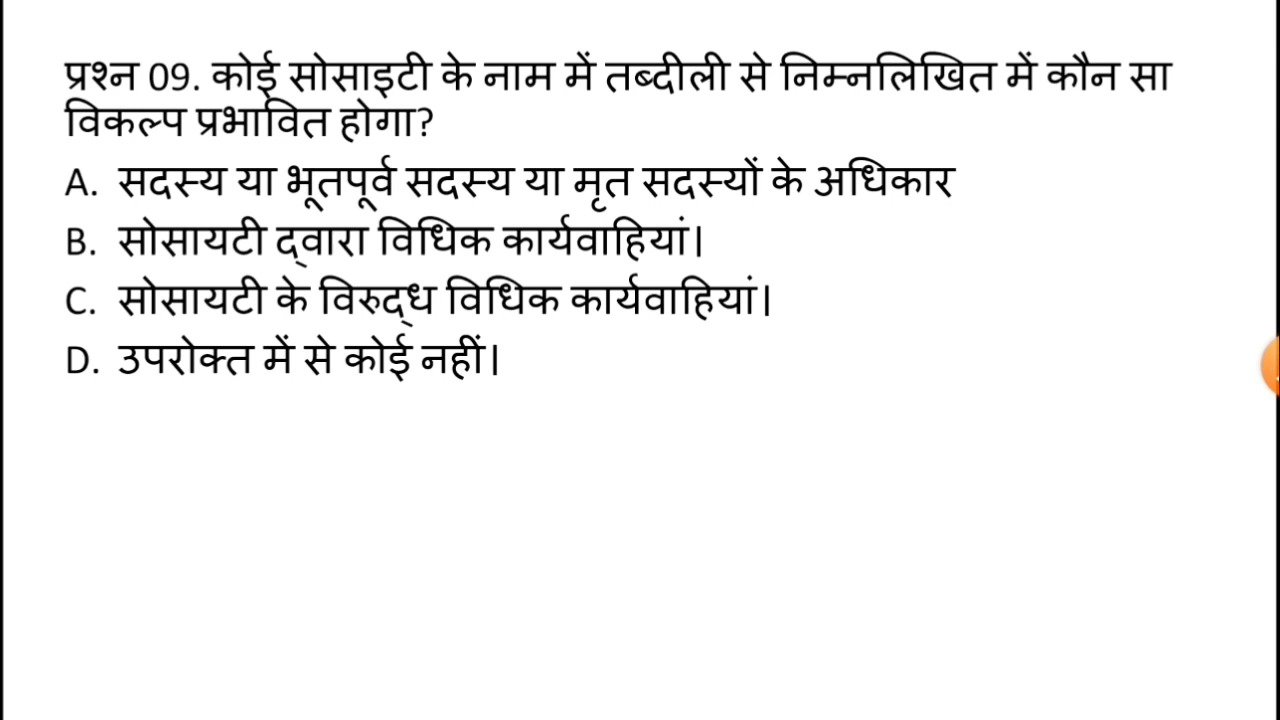 प्रश्न 09. कोई सोसाइटी के नाम में तब्दीली से निम्नलिखित में कौन सा
विकल्प प्रभावित होगा?
A. सदस्य या भूतपूर्व सदस्य या मृत सदस्यों के अधिकार
B. सोसायटी द्वारा विधिक कार्यवाहियां।
C. सोसायटी के विरुद्ध विधिक कार्यवाहियां।
D. उपरोक्त में से कोई नहीं।